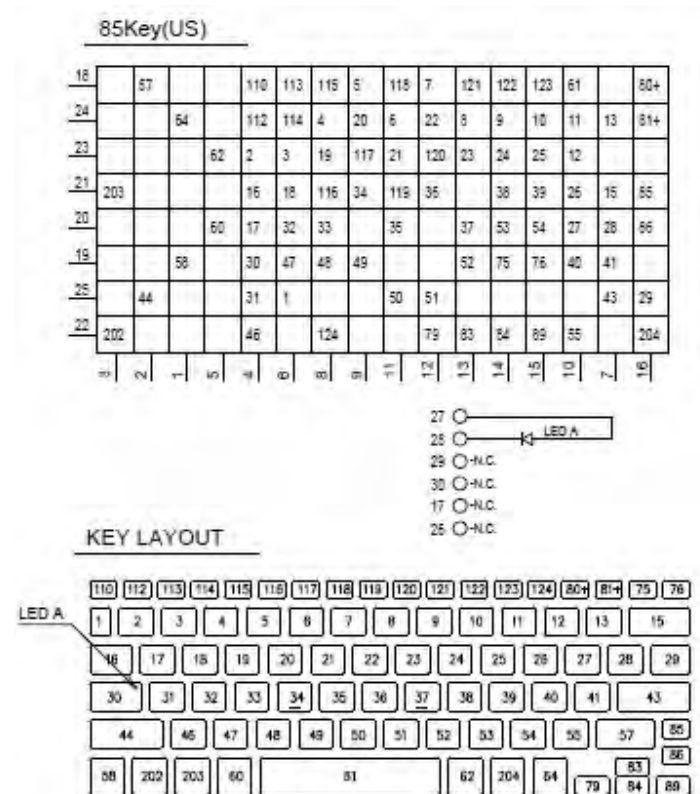 85Key(US)
18 57 110 113 115 5 118 7 121 122 123 61 80+
24 64 112 114 4 20 6 22 8 9 10 11 13 81+
23 62 2 3 19 117 21 120 23 24 25 12
21 203 16 18 116 34 119 36 38 39 26 15 85
20 60 17 32 33 35 37 53 54 27 28 86
19 58 30 47 48 49 52 75 76 40 41
25 44 31 1 50 51 43 29
22 202 46 124 79 83 84 89 55 204
3 2 1 5 4 6 8 9 11 12 13 14 15 10 7 16
27
28 LED A
29 -N.C.
30 -N.C.
17 -N.C.
26 -N.C.
KEY LAYOUT
110 112 113 114 115 116 117 118 119 120 121 122 123 124 80+ 81+ 75 76
LED A
1 2 3 4 5 6 7 8 9 10 11 12 13 15
16 17 18 19 20 21 22 23 24 25 26 27 28 29
30 31 32 33 34 35 36 37 38 39 40 41 43
44 46 47 48 49 50 51 52 53 54 55 57 85
86
58 202 203 60 61 62 204 64 79 83 84 89